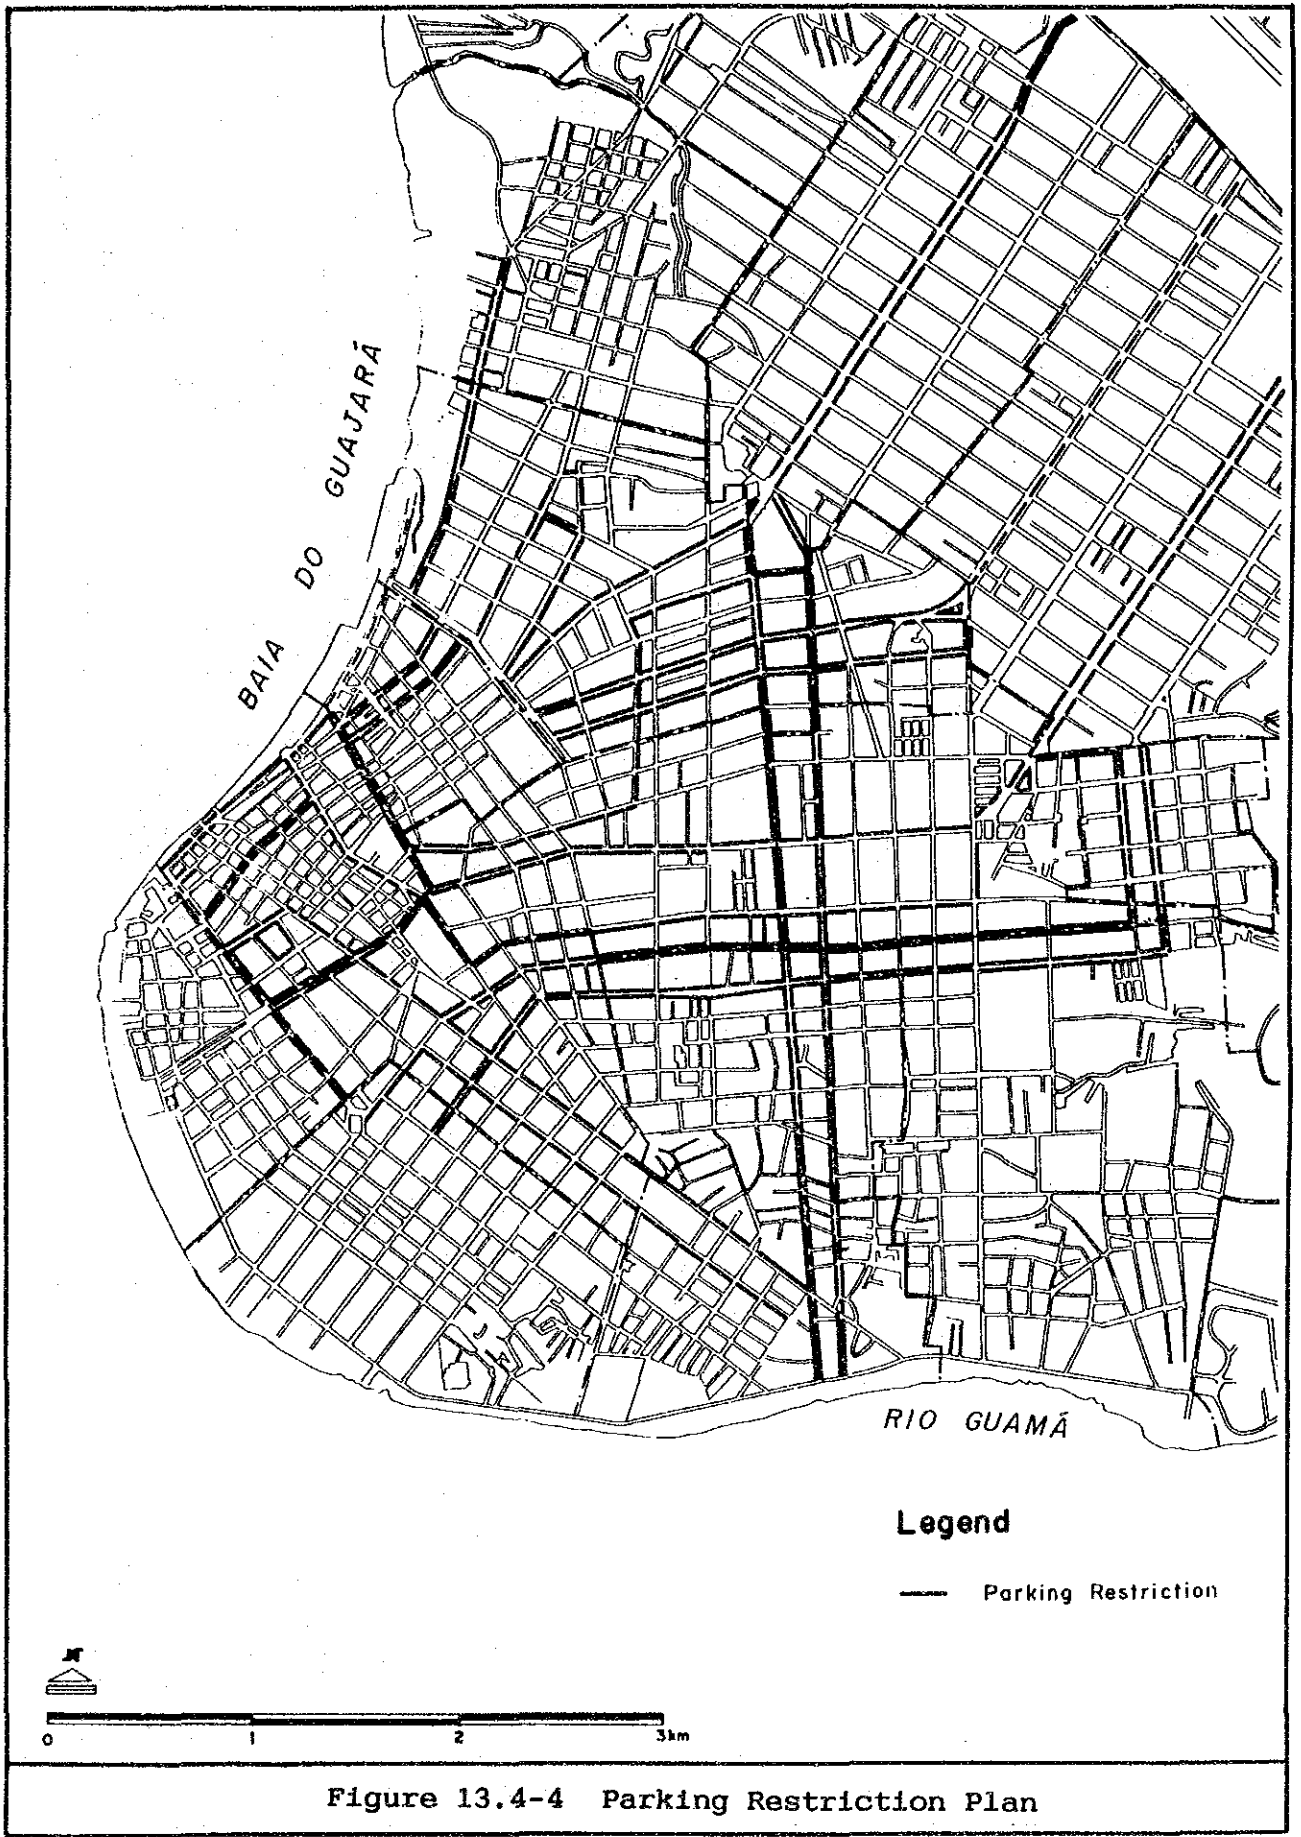 BAIA DO GUAJARÁ
RIO GUAMÁ
Legend
Parking Restriction
N
0 1 2 3km
Figure 13.4-4 Parking Restriction Plan